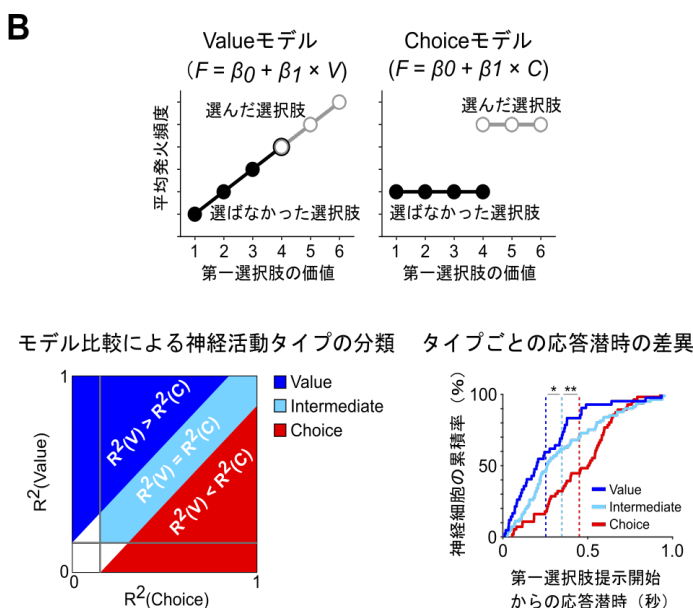 B
Valueモデル
（F = β0 + β1 × V）
Choiceモデル
(F = β0 + β1 × C)
平均発火頻度
選んだ選択肢
選ばなかった選択肢
1 2 3 4 5 6
第一選択肢の価値
選んだ選択肢
選ばなかった選択肢
1 2 3 4 5 6
第一選択肢の価値
モデル比較による神経活動タイプの分類
R²(Value)
1
0
R²(V) > R²(C)
R²(V) = R²(C)
R²(V) < R²(C)
1
R²(Choice)
Value
Intermediate
Choice
タイプごとの応答潜時の差異
神経細胞の累積率（%）
100
50
0
* **
Value
Intermediate
Choice
0 0.5 1.0
第一選択肢提示開始
からの応答潜時（秒）